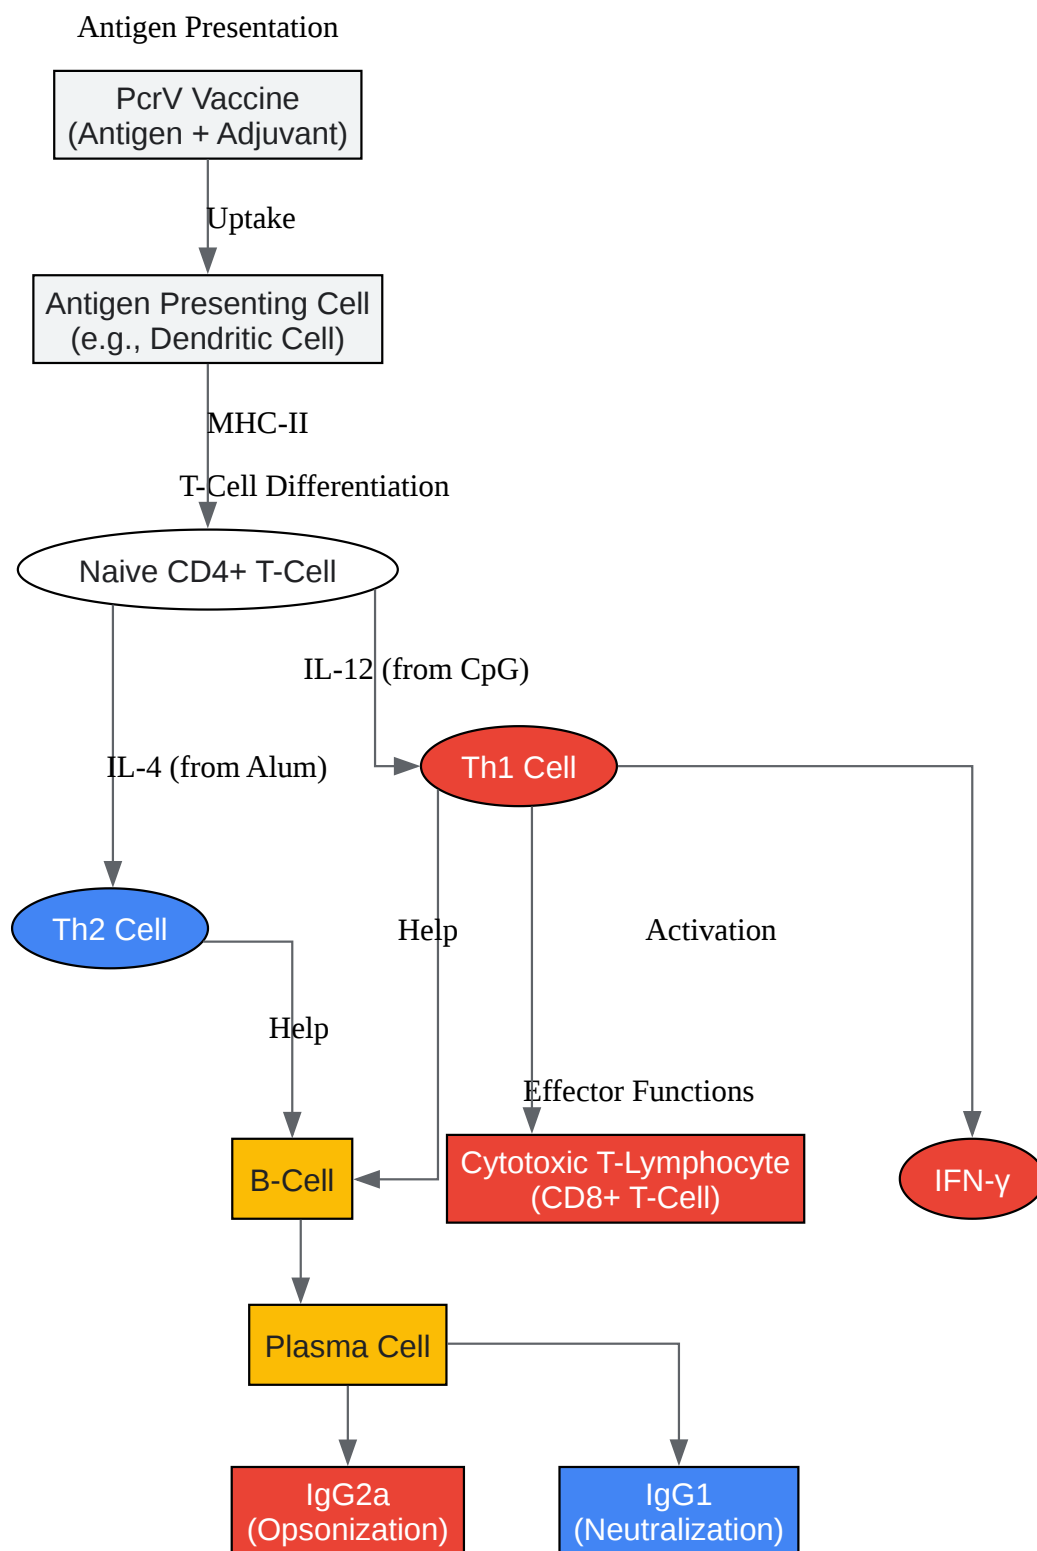 Antigen Presentation
PcrV Vaccine
(Antigen + Adjuvant)
Uptake
Antigen Presenting Cell
(e.g., Dendritic Cell)
MHC-II
T-Cell Differentiation
Naive CD4+ T-Cell
IL-12 (from CpG)
IL-4 (from Alum)
Th1 Cell
Th2 Cell
Help
Activation
Help
Effector Functions
B-Cell
Cytotoxic T-Lymphocyte
(CD8+ T-Cell)
IFN-γ
Plasma Cell
IgG2a
(Opsonization)
IgG1
(Neutralization)